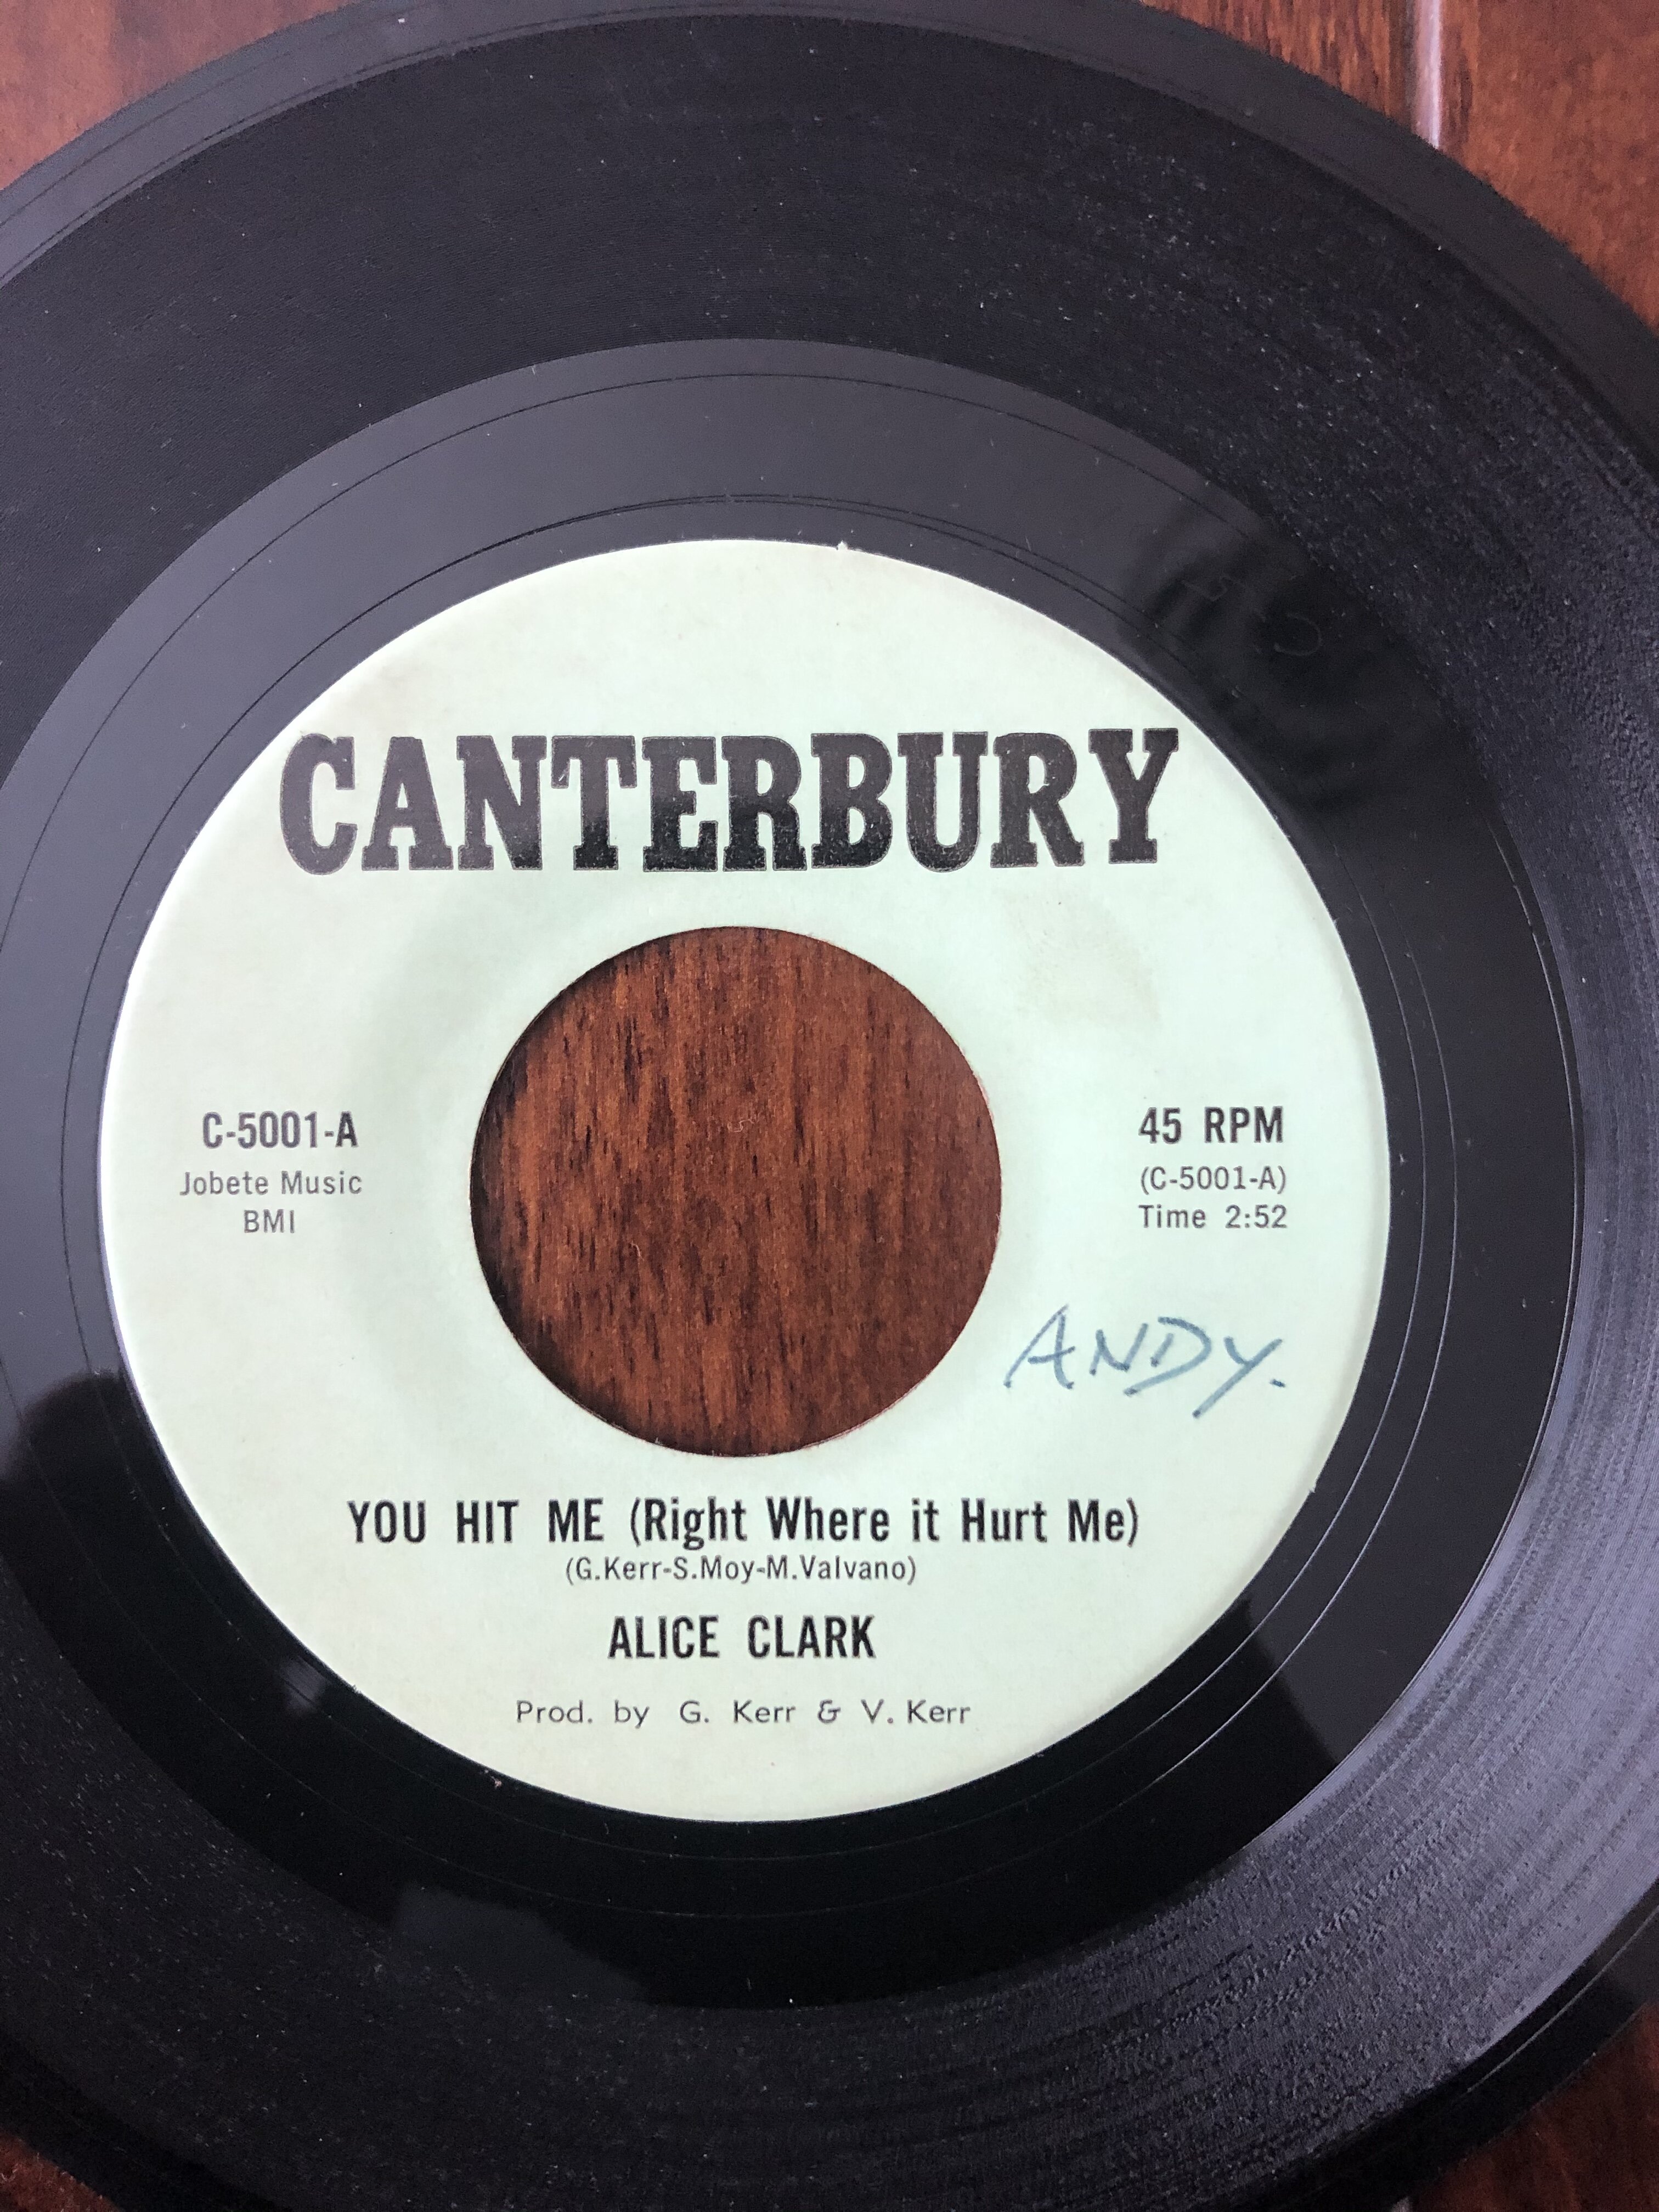 CANTERBURY
C-5001-A
Jobete Music
BMI
45 RPM
(C-5001-A)
Time 2:52
ANDY.
YOU HIT ME (Right Where it Hurt Me)
(G.Kerr-S.Moy-M.Valvano)
ALICE CLARK
Prod. by G. Kerr & V. Kerr